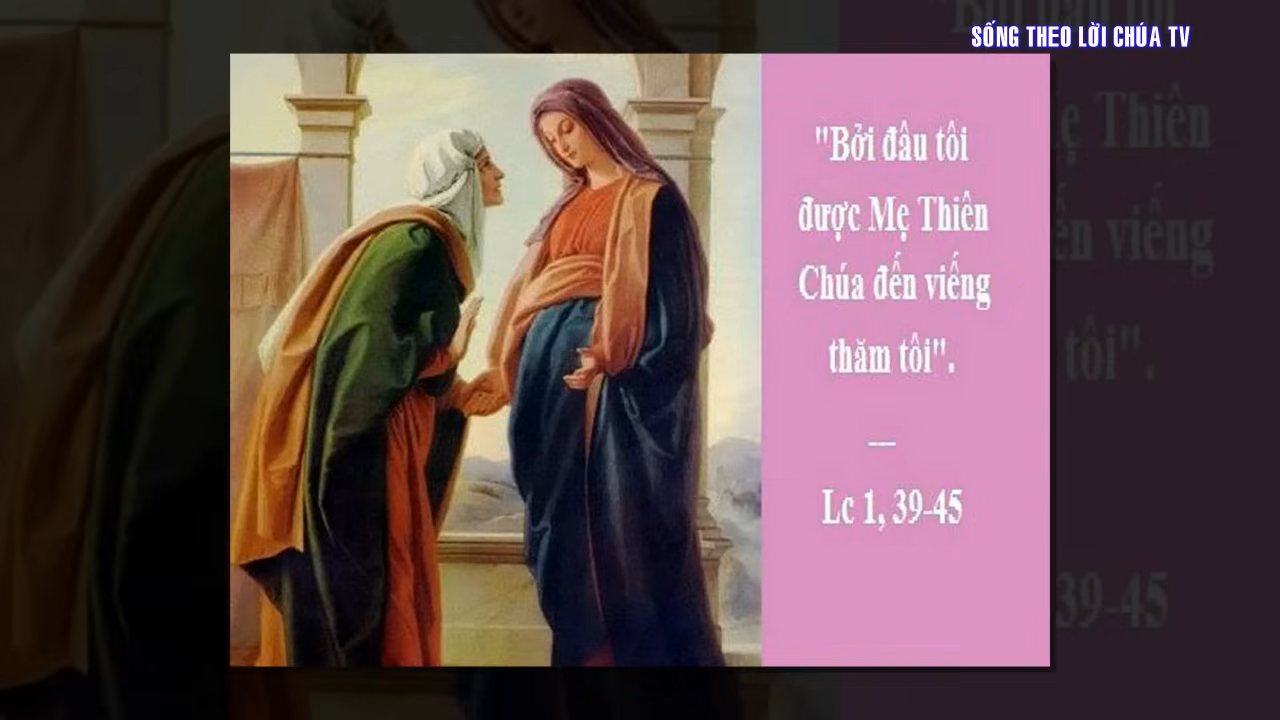 SỐNG THEO LỜI CHÚA TV
"Bởi đâu tôi
được Mẹ Thiên
Chúa đến viếng
thăm tôi".
—
Lc 1, 39-45